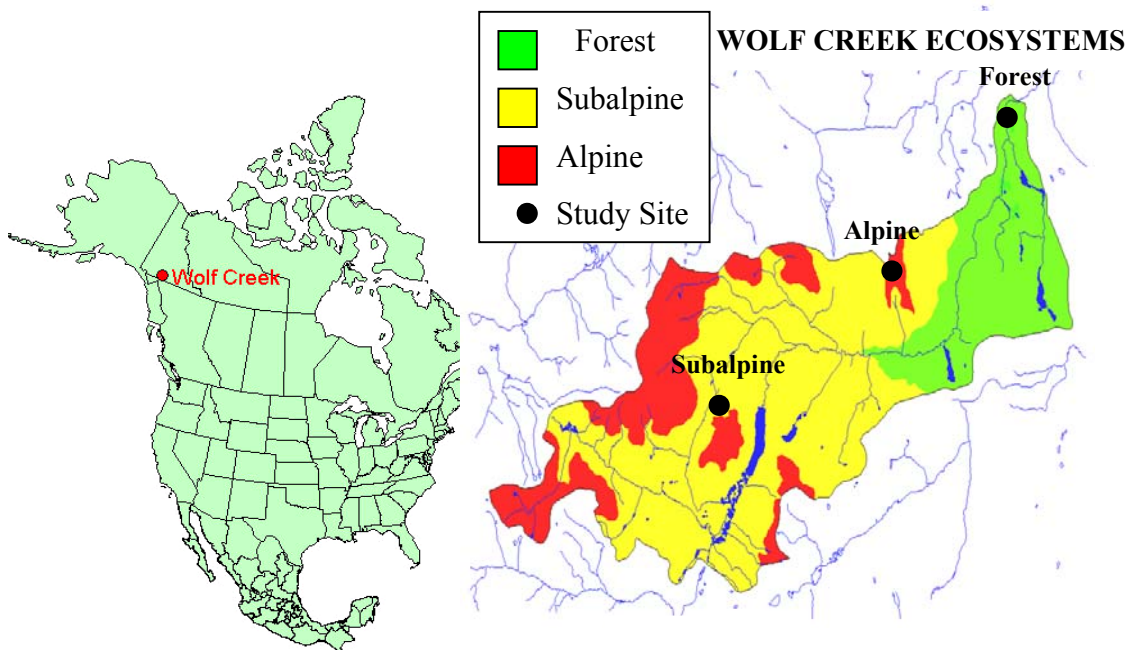 WOLF CREEK ECOSYSTEMS
Forest
Subalpine
Alpine
Study Site
Forest
Alpine
Subalpine
Wolf Creek